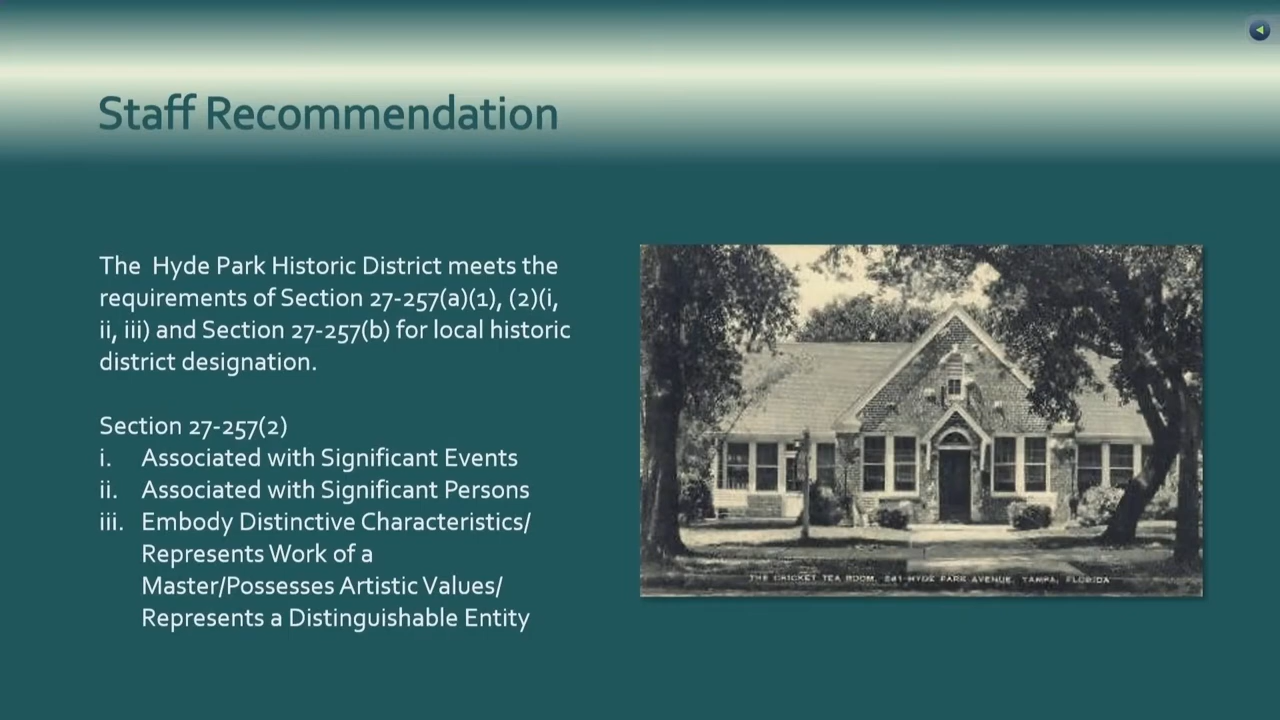 Staff Recommendation
The Hyde Park Historic District meets the
requirements of Section 27-257(a)(1), (2)(i,
ii, iii) and Section 27-257(b) for local historic
district designation.
Section 27-257(2)
i. Associated with Significant Events
ii. Associated with Significant Persons
iii. Embody Distinctive Characteristics/
Represents Work of a
Master/Possesses Artistic Values/
Represents a Distinguishable Entity
THE CRICKET TEA ROOM, HYDE PARK AVENUE, TAMPA, FLORIDA